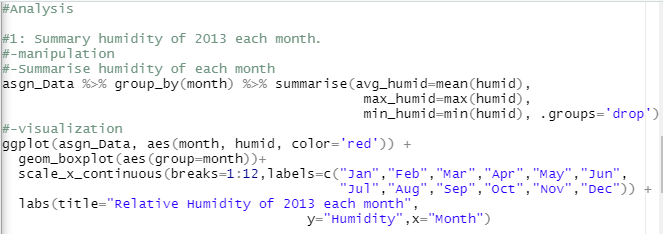 #Analysis
#1: Summary humidity of 2013 each month.
#-manipulation
#-Summarise humidity of each month
asgn_Data %>% group_by(month) %>% summarise(avg_humid=mean(humid),
max_humid=max(humid),
min_humid=min(humid), .groups='drop')
#-visualization
ggplot(asgn_Data, aes(month, humid, color='red')) +
geom_boxplot(aes(group=month))+
scale_x_continuous(breaks=1:12,labels=c("Jan","Feb","Mar","Apr","May","Jun",
"Jul","Aug","Sep","Oct","Nov","Dec")) +
labs(title="Relative Humidity of 2013 each month",
y="Humidity",x="Month")